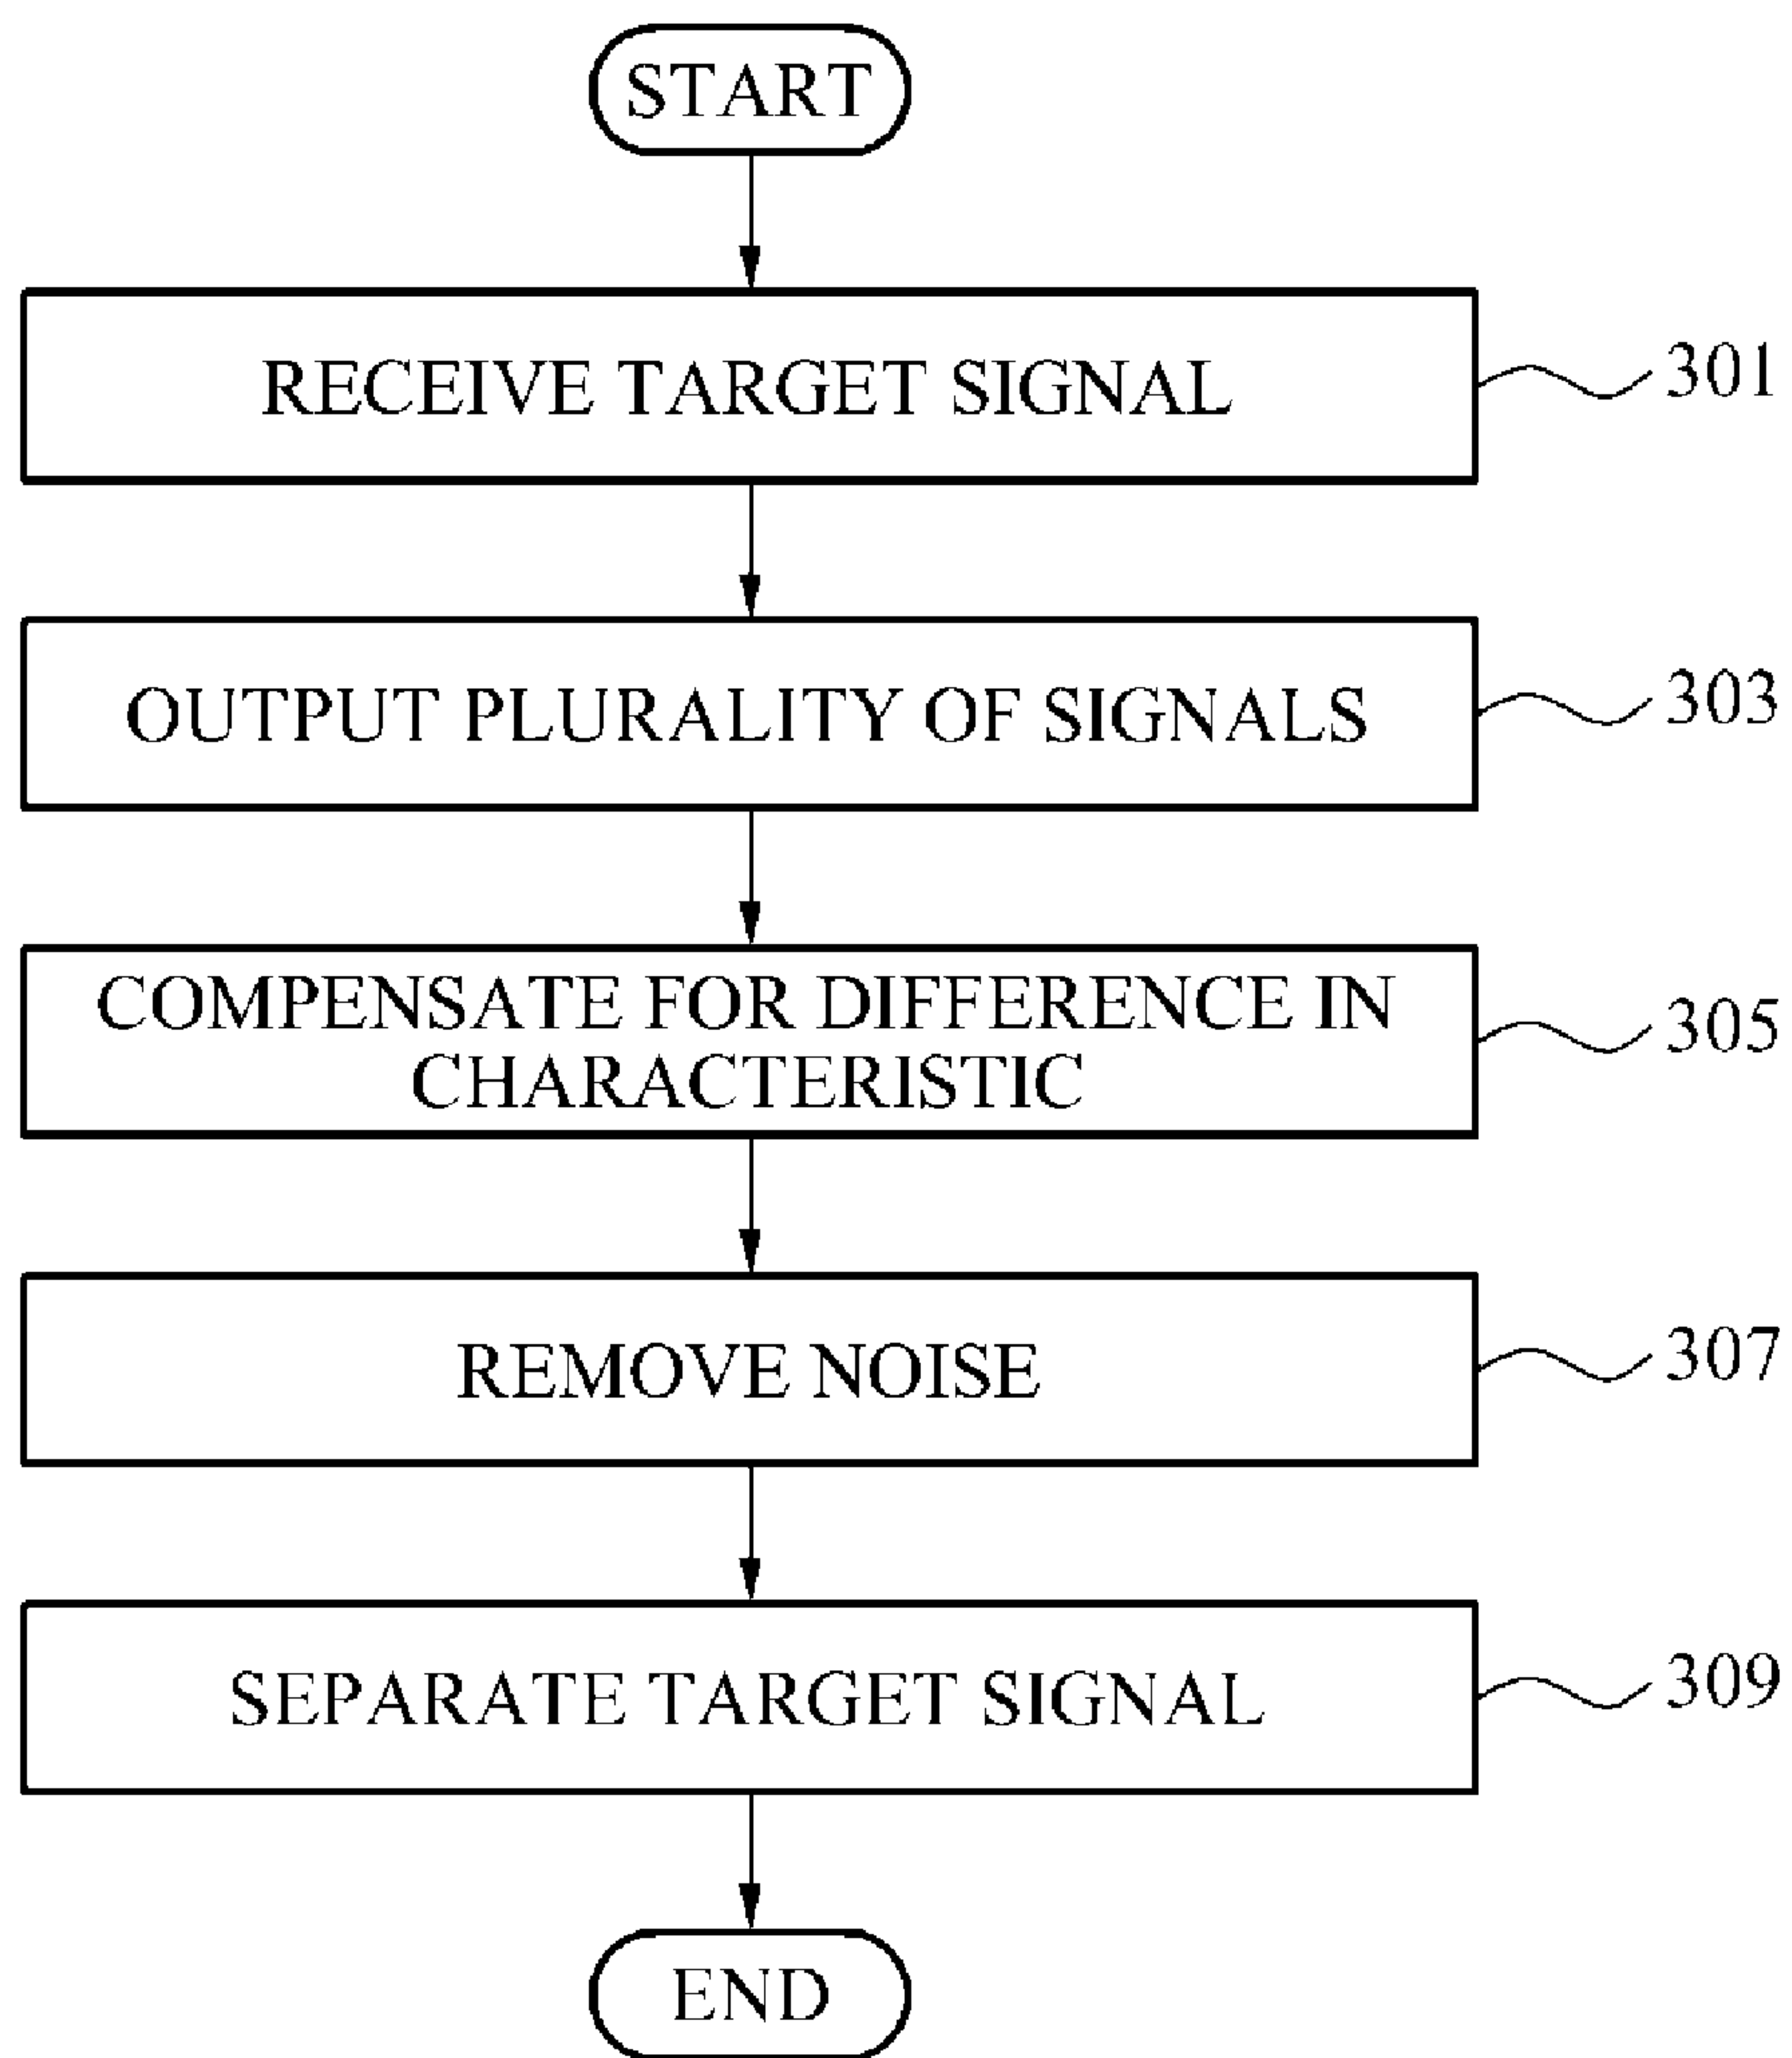 START
RECEIVE TARGET SIGNAL
301
OUTPUT PLURALITY OF SIGNALS
303
COMPENSATE FOR DIFFERENCE IN
CHARACTERISTIC
305
REMOVE NOISE
307
SEPARATE TARGET SIGNAL
309
END